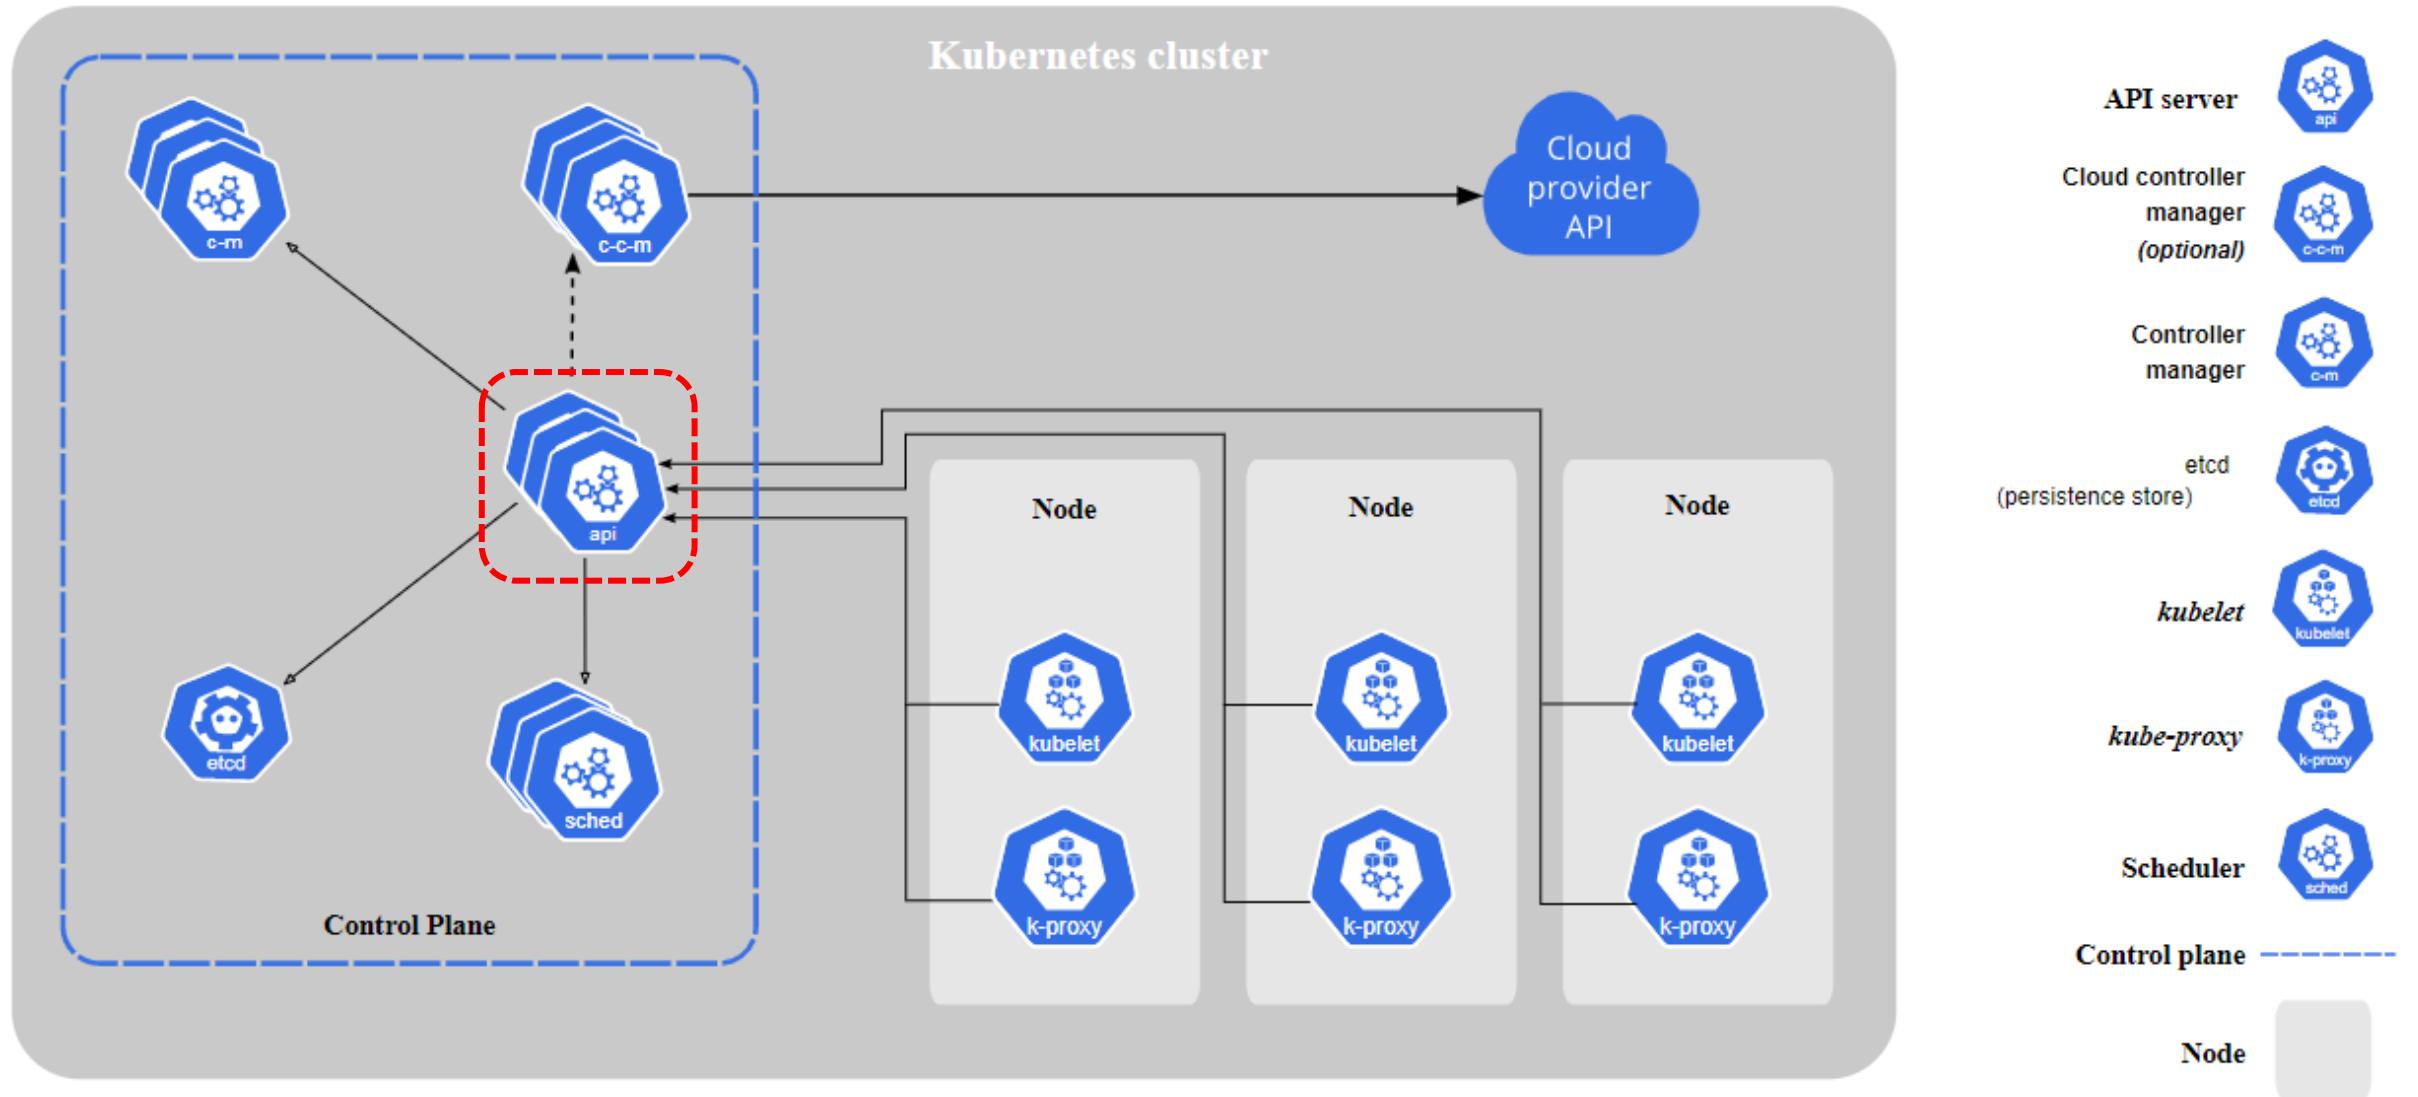 Kubernetes cluster
c-m
c-c-m
Cloud
provider
API
api
etcd
sched
Control Plane
Node
kubelet
k-proxy
Node
kubelet
k-proxy
Node
kubelet
k-proxy
API server
api
Cloud controller
manager
(optional)
c-c-m
Controller
manager
c-m
etcd
(persistence store)
etcd
kubelet
kubelet
kube-proxy
k-proxy
Scheduler
sched
Control plane
Node